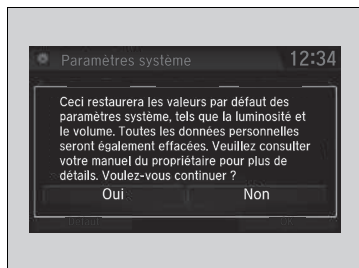 Paramètres système
12:34
Ceci restaurera les valeurs par défaut des
paramètres système, tels que la luminosité et
le volume. Toutes les données personnelles
seront également effacées. Veuillez consulter
votre manuel du propriétaire pour plus de
détails. Voulez-vous continuer ?
Oui
Non
Défaut
OK